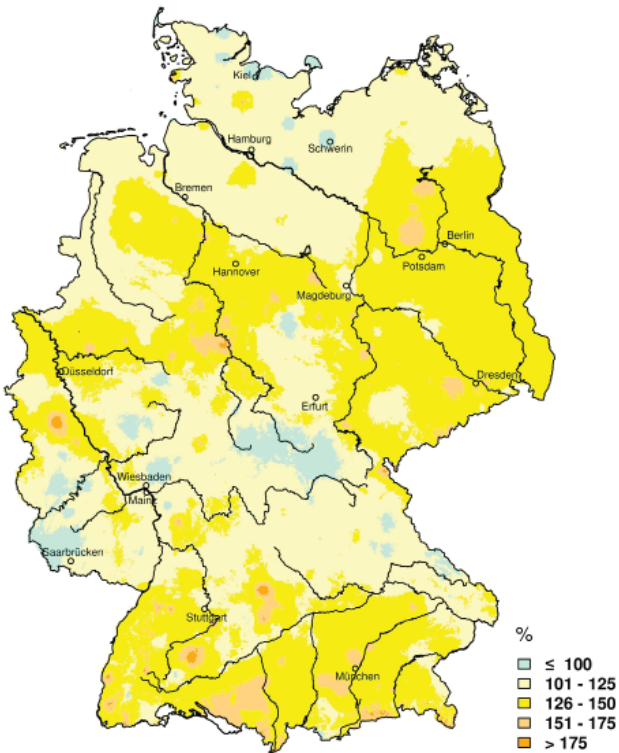 Kiel
Hamburg
Schwerin
Bremen
Berlin
Hannover
Potsdam
Magdeburg
Düsseldorf
Dresden
Erfurt
Wiesbaden
Mainz
Saarbrücken
Stuttgart
München
%
≤ 100
101 - 125
126 - 150
151 - 175
> 175